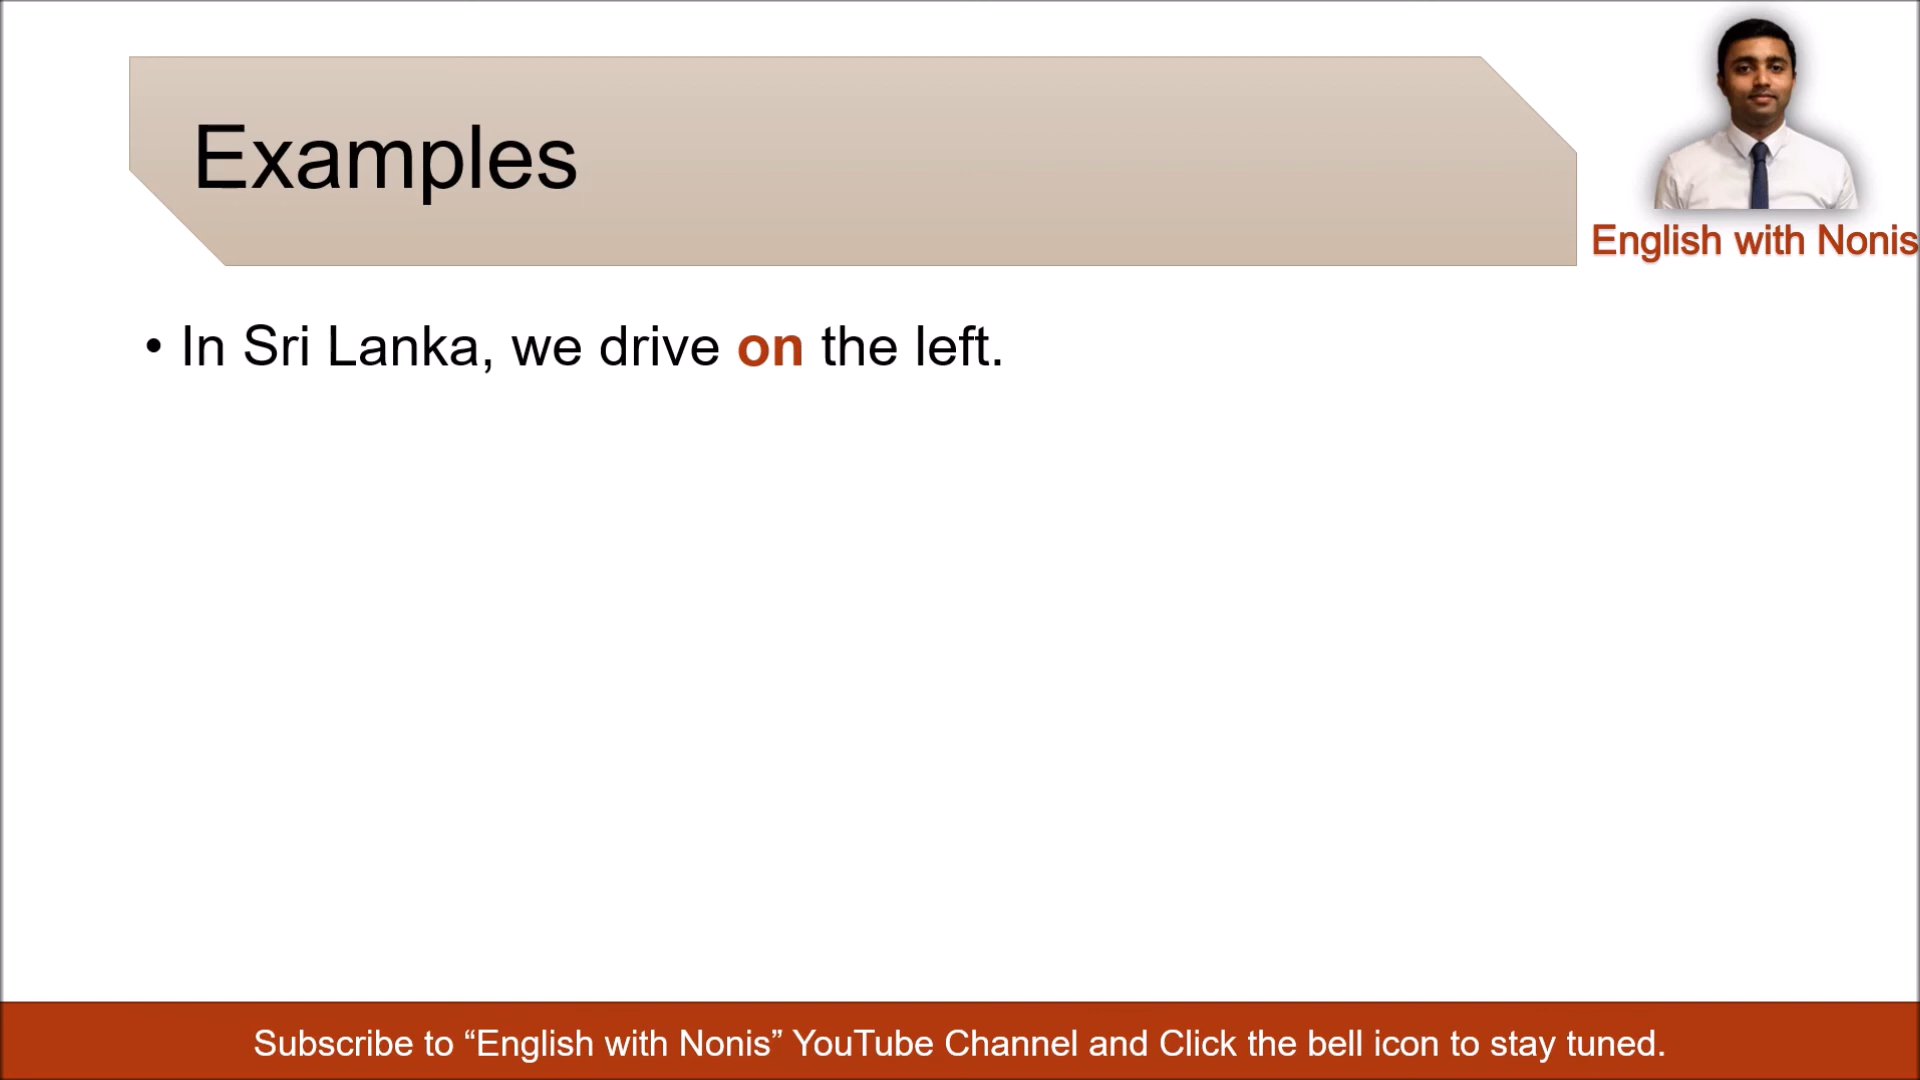 Examples
English with Nonis
• In Sri Lanka, we drive on the left.
Subscribe to “English with Nonis” YouTube Channel and Click the bell icon to stay tuned.